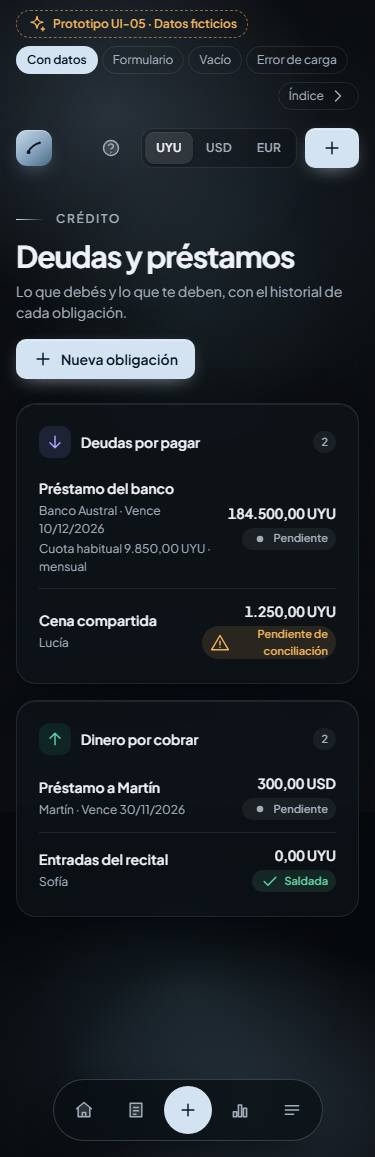 Prototipo UI-05 · Datos ficticios
Con datos
Formulario
Vacío
Error de carga
Índice
UYU
USD
EUR
CRÉDITO
Deudas y préstamos
Lo que debés y lo que te deben, con el historial de
cada obligación.
Nueva obligación
Deudas por pagar
2
Préstamo del banco
Banco Austral · Vence
10/12/2026
Cuota habitual 9.850,00 UYU ·
mensual
184.500,00 UYU
Pendiente
Cena compartida
Lucía
1.250,00 UYU
Pendiente de
conciliación
Dinero por cobrar
2
Préstamo a Martín
Martín · Vence 30/11/2026
300,00 USD
Pendiente
Entradas del recital
Sofía
0,00 UYU
Saldada